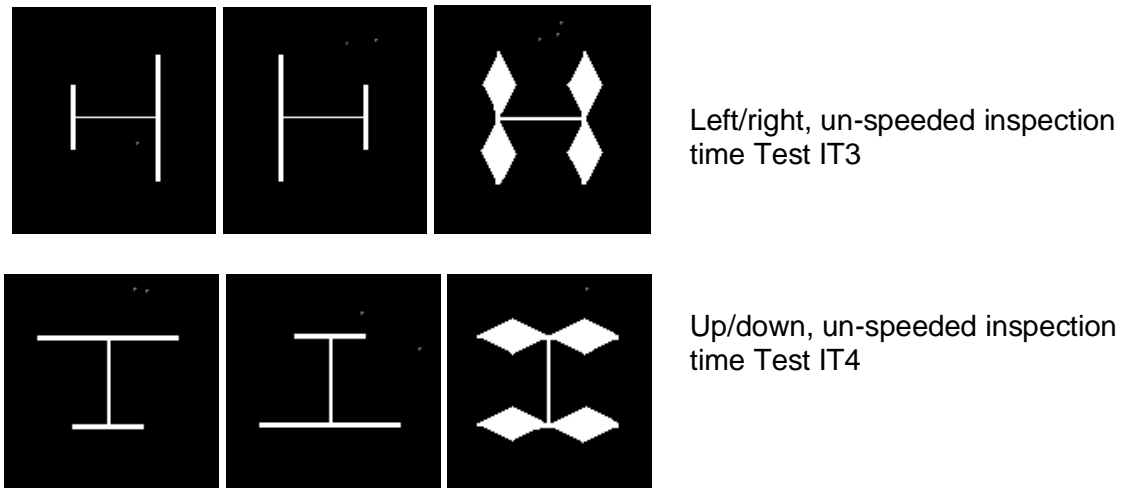 Left/right, un-speeded inspection
time Test IT3
Up/down, un-speeded inspection
time Test IT4